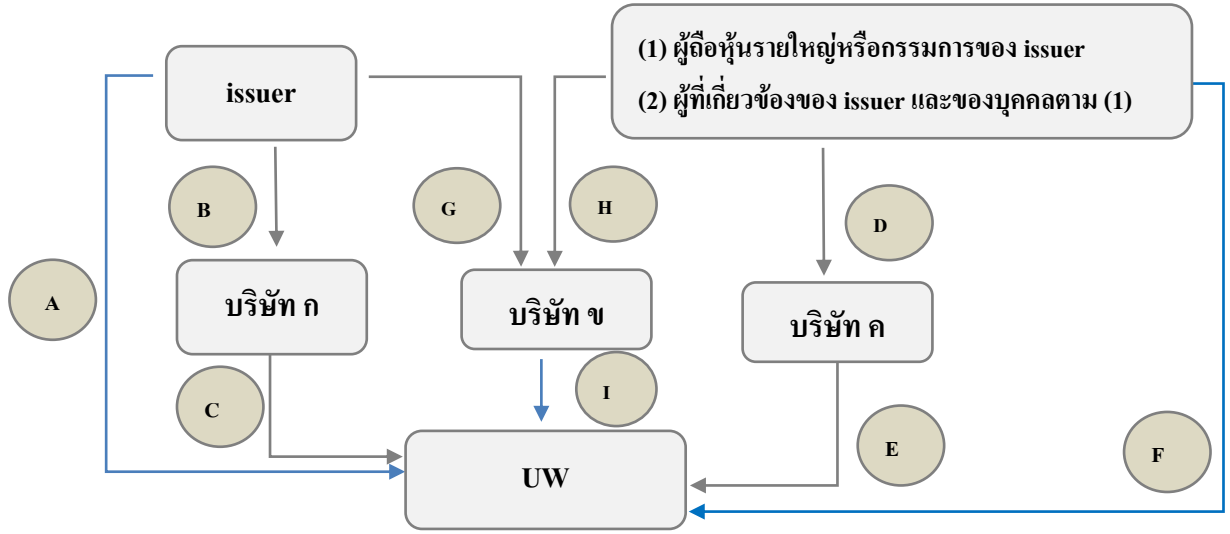 (1) ผู้ถือหุ้นรายใหญ่หรือกรรมการของ issuer
(2) ผู้ที่เกี่ยวข้องของ issuer และของบุคคลตาม (1)
issuer
B
G
H
D
A
บริษัท ก
บริษัท ข
บริษัท ค
C
I
E
F
UW